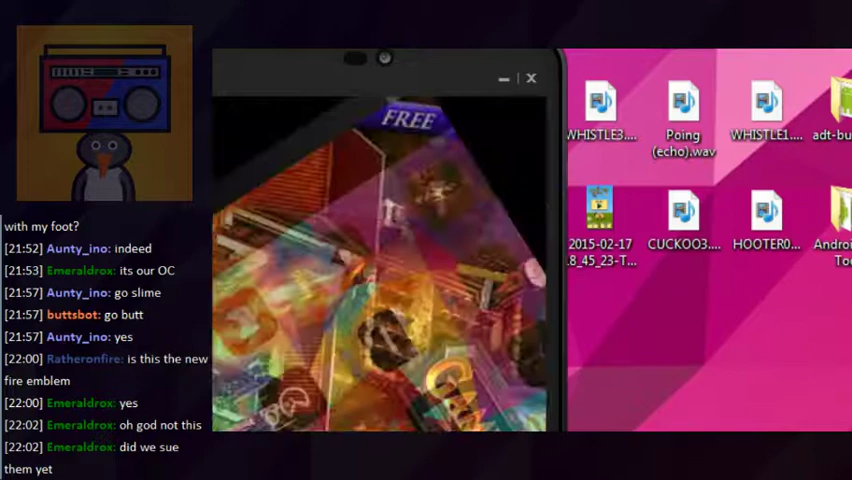 with my foot?
[21:52] Aunty_ino: indeed
[21:53] Emeraldrox: its our OC
[21:57] Aunty_ino: go slime
[21:57] buttsbot: go butt
[21:57] Aunty_ino: yes
[22:00] Ratheronfire: is this the new
fire emblem
[22:00] Emeraldrox: yes
[22:02] Emeraldrox: oh god not this
[22:02] Emeraldrox: did we sue
them yet
FREE
WHISTLE3....
Poing
(echo).wav
WHISTLE1....
adt-bu
2015-02-17
8_45_23-T...
CUCKOO3....
HOOTER0...
Android
Too